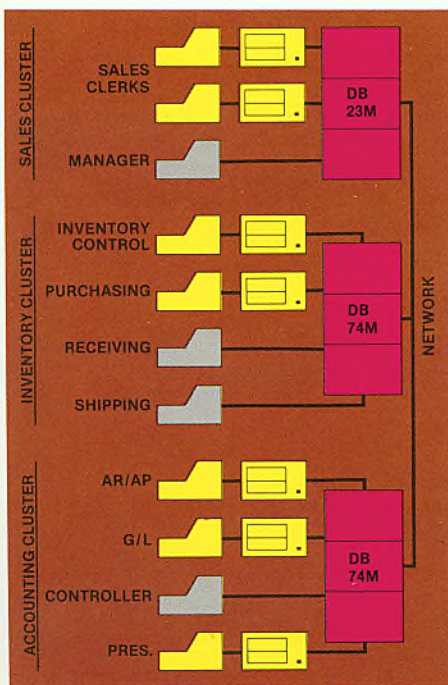 SALES CLUSTER
SALES
CLERKS
MANAGER
DB
23M
INVENTORY CLUSTER
INVENTORY
CONTROL
PURCHASING
RECEIVING
SHIPPING
DB
74M
NETWORK
ACCOUNTING CLUSTER
AR/AP
G/L
CONTROLLER
PRES.
DB
74M